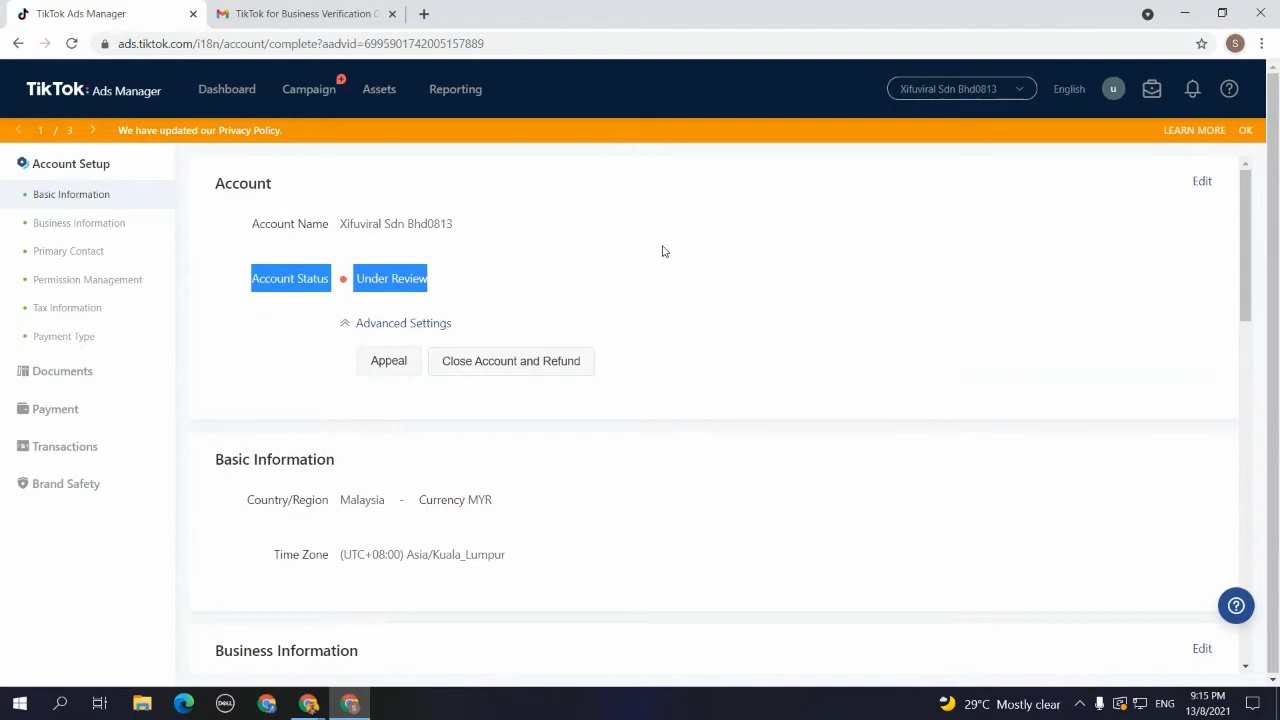 TikTok Ads Manager
TikTok for Business Verification C
ads.tiktok.com/i18n/account/complete?aadvid=6995901742005157889
S
TikTok: Ads Manager
Dashboard
Campaign
Assets
Reporting
Xifuviral Sdn Bhd0813
English
u
1 / 3
We have updated our Privacy Policy.
LEARN MORE
OK
Account Setup
Basic Information
Business Information
Primary Contact
Permission Management
Tax Information
Payment Type
Documents
Payment
Transactions
Brand Safety
Account
Edit
Account Name Xifuviral Sdn Bhd0813
Account Status Under Review
Advanced Settings
Appeal
Close Account and Refund
Basic Information
Country/Region Malaysia - Currency MYR
Time Zone (UTC+08:00) Asia/Kuala_Lumpur
Business Information
Edit
DELL
29°C Mostly clear
ENG
9:15 PM
13/8/2021